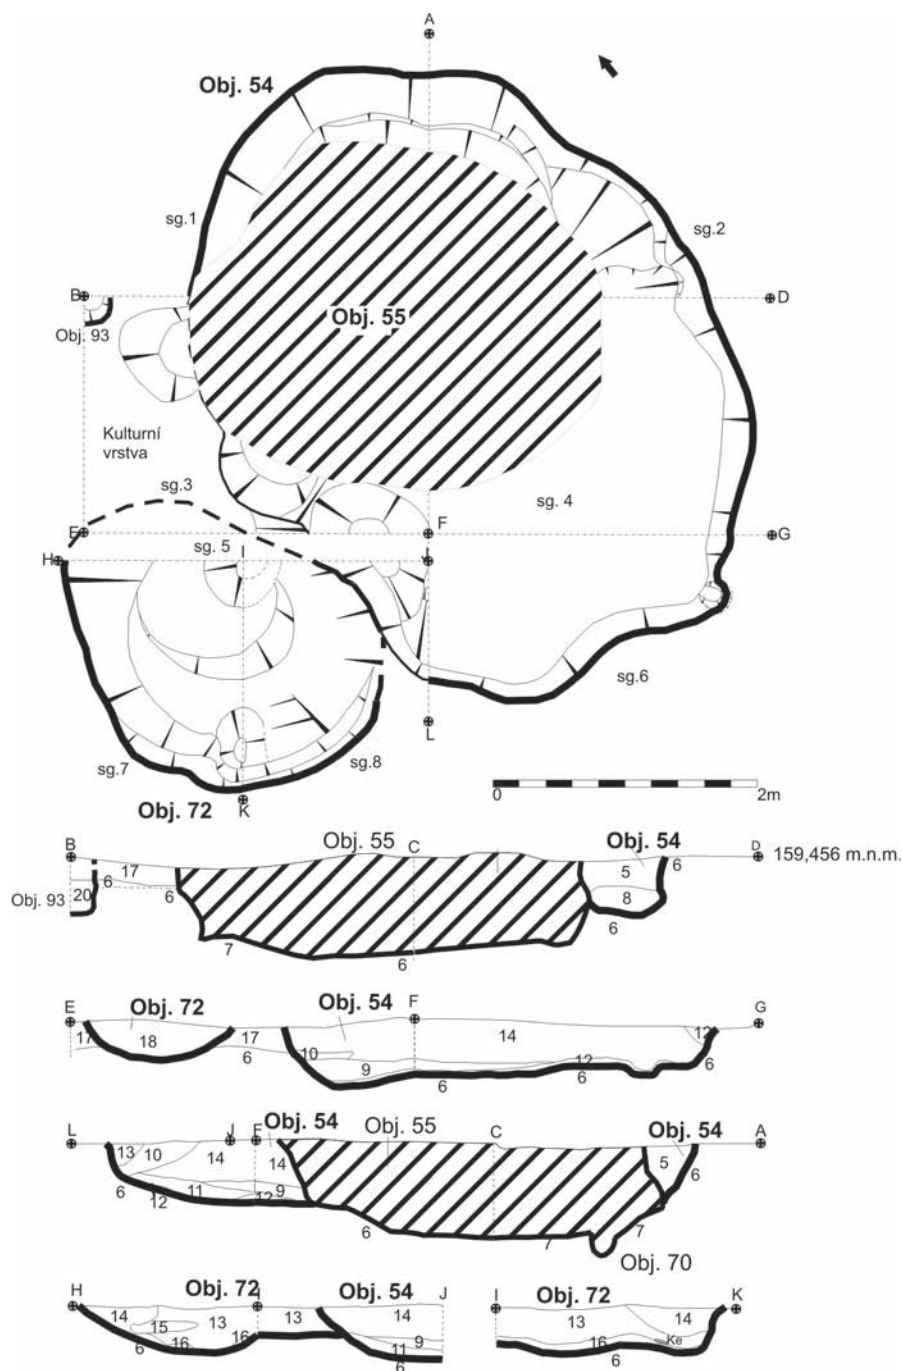 A
Obj. 54
sg.1
sg.2
B
D
Obj. 55
Obj. 93
Kulturní
vrstva
sg.3
sg. 4
E
F
G
sg. 5
H
I
J
sg.6
L
sg.7
sg.8
Obj. 72
K
0
2m
Obj. 55
Obj. 54
B
C
D
159,456 m.n.m.
17
5
6
6
6
8
Obj. 93
20
6
7
6
E
Obj. 72
Obj. 54
F
G
17
18
17
14
12
6
10
9
12
6
6
6
L
J
F
Obj. 54
Obj. 55
C
Obj. 54
A
13
10
14
14
5
6
6
12
11
12
9
6
7
7
Obj. 70
H
Obj. 72
I
Obj. 54
J
I
Obj. 72
K
14
15
13
13
14
13
14
6
16
16
9
11
6
16
Ke
6